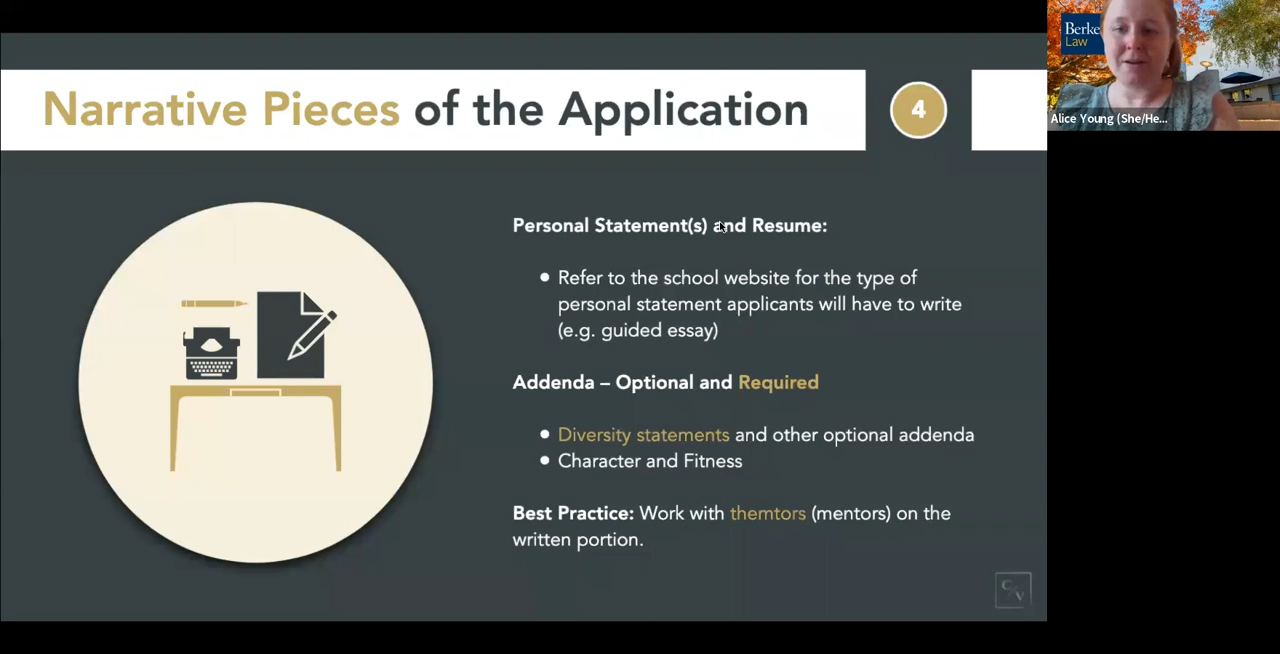 Narrative Pieces of the Application
4
Personal Statement(s) and Resume:
• Refer to the school website for the type of
personal statement applicants will have to write
(e.g. guided essay)
Addenda – Optional and Required
• Diversity statements and other optional addenda
• Character and Fitness
Best Practice: Work with themtors (mentors) on the
written portion.
C/V
Berke
Law
Alice Young (She/He...